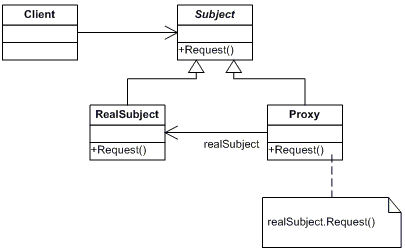 Client
Subject
+Request()
RealSubject
+Request()
realSubject
Proxy
+Request()
realSubject.Request()